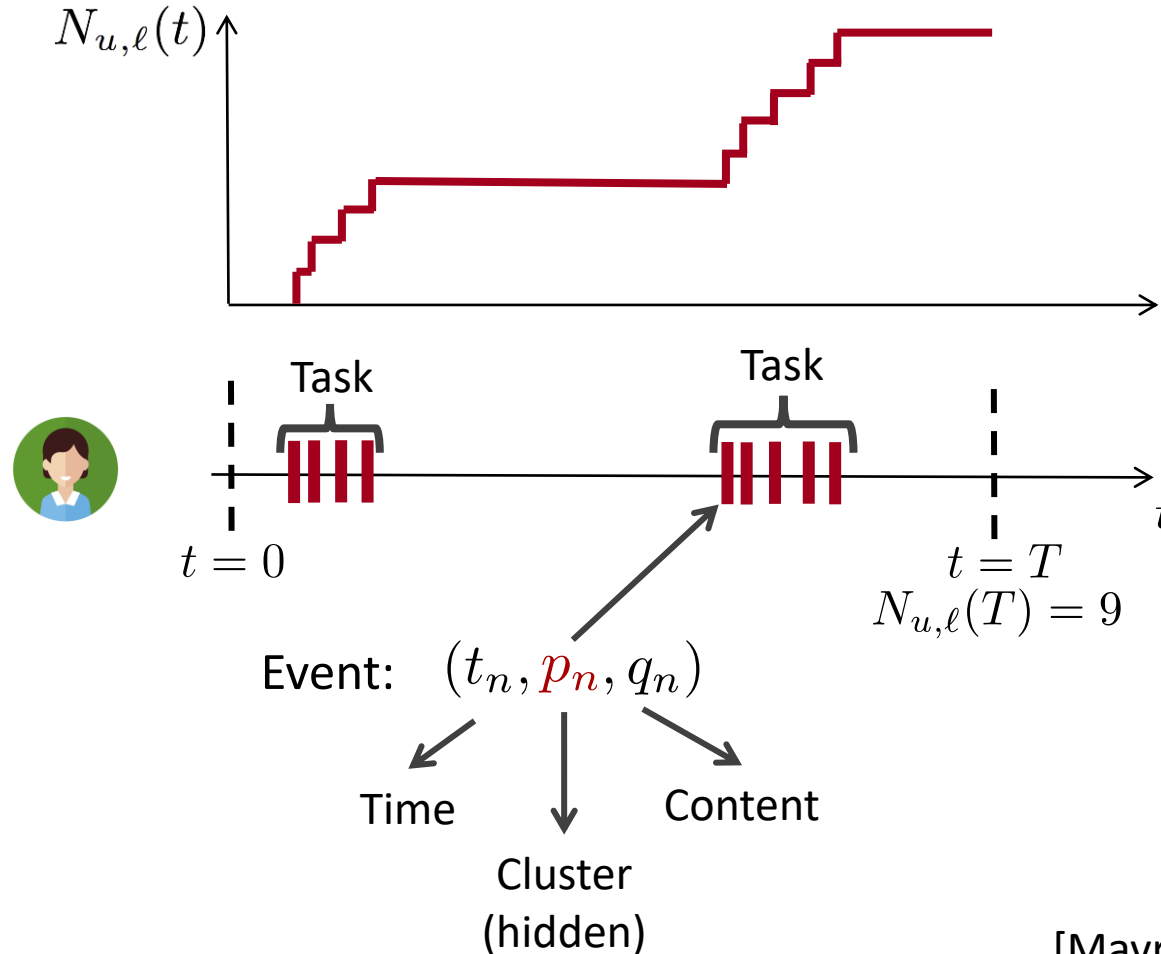 N_{u,ℓ}(t)
Task
Task
t
t = 0
t = T
N_{u,ℓ}(T) = 9
Event: (t_n, p_n, q_n)
Time
Content
Cluster
(hidden)